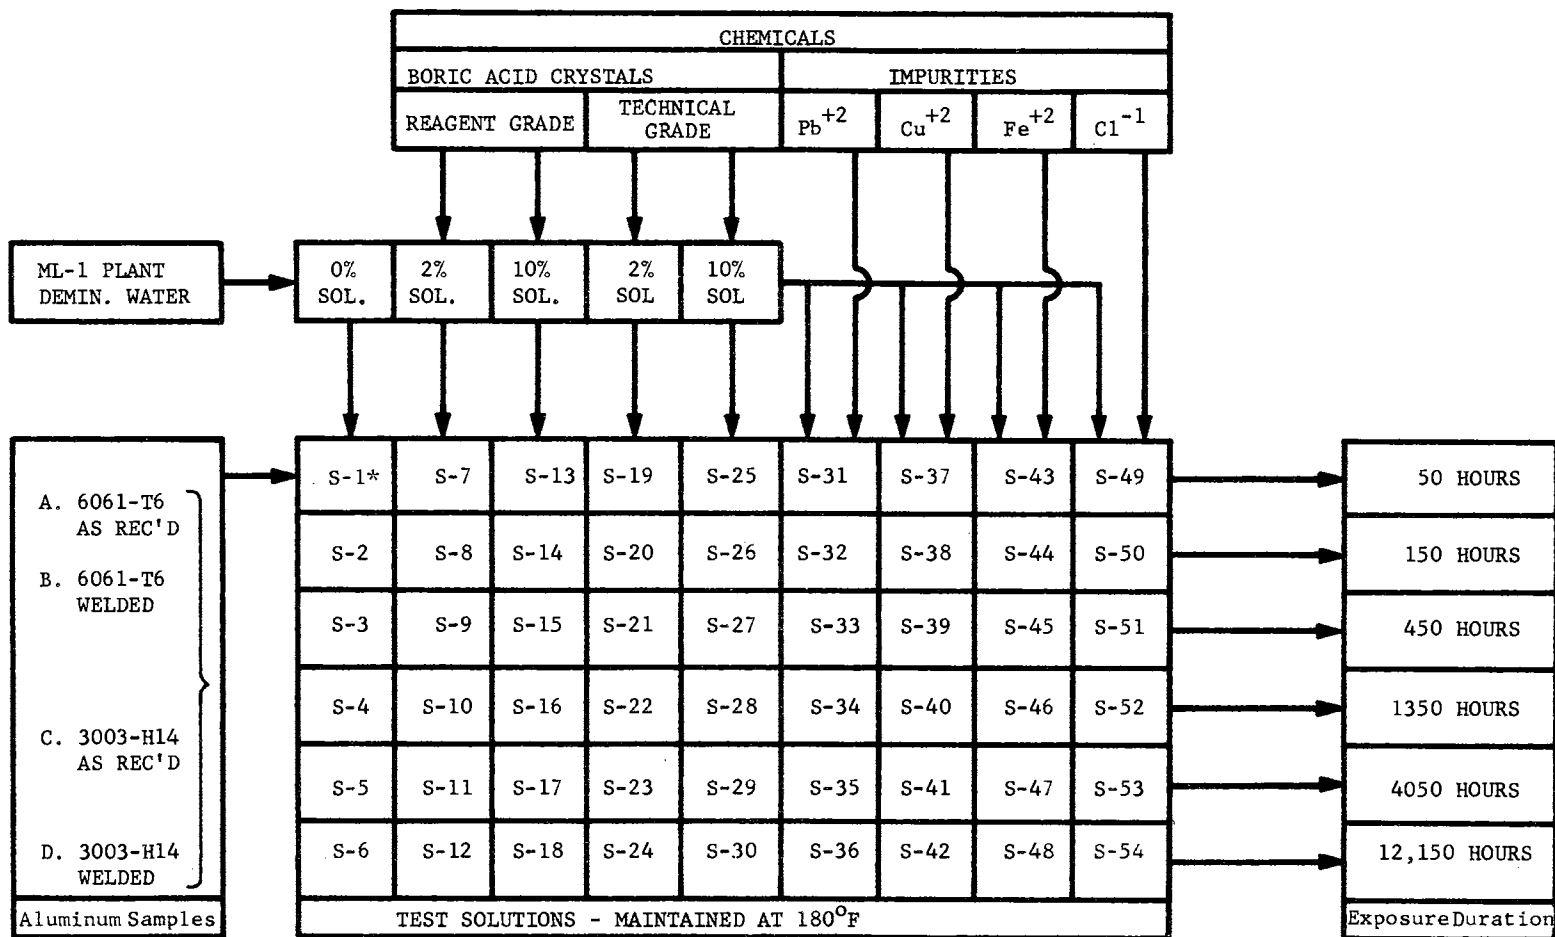 CHEMICALS
BORIC ACID CRYSTALS
IMPURITIES
REAGENT GRADE
TECHNICAL
GRADE
Pb+2
Cu+2
Fe+2
Cl-1
ML-1 PLANT
DEMIN. WATER
0%
SOL.
2%
SOL.
10%
SOL.
2%
SOL
10%
SOL
A. 6061-T6
AS REC'D
B. 6061-T6
WELDED
C. 3003-H14
AS REC'D
D. 3003-H14
WELDED
Aluminum Samples
S-1* S-7 S-13 S-19 S-25 S-31 S-37 S-43 S-49
S-2 S-8 S-14 S-20 S-26 S-32 S-38 S-44 S-50
S-3 S-9 S-15 S-21 S-27 S-33 S-39 S-45 S-51
S-4 S-10 S-16 S-22 S-28 S-34 S-40 S-46 S-52
S-5 S-11 S-17 S-23 S-29 S-35 S-41 S-47 S-53
S-6 S-12 S-18 S-24 S-30 S-36 S-42 S-48 S-54
TEST SOLUTIONS - MAINTAINED AT 180°F
50 HOURS
150 HOURS
450 HOURS
1350 HOURS
4050 HOURS
12,150 HOURS
Exposure Duration